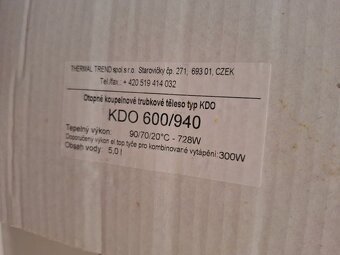 THERMAL TREND spol.s r.o. Starovičky čp. 271, 693 01, CZEK
Tel./fax.: + 420 519 414 032
Otopné koupelnové trubkové těleso typ KDO
KDO 600/940
Tepelný výkon: 90/70/20°C - 728W
Doporučený výkon el.top.tyče pro kombinované vytápění: 300W
Obsah vody: 5,0 l